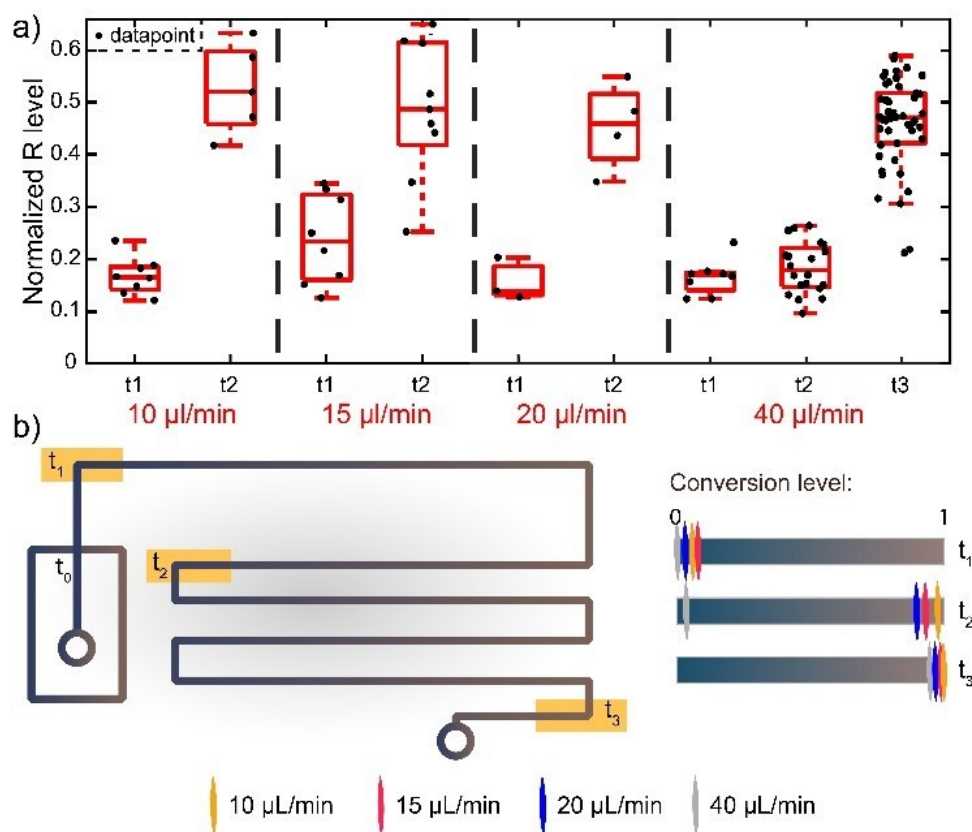 a)
datapoint
Normalized R level
0.6
0.5
0.4
0.3
0.2
0.1
0
t1 t2 t1 t2 t1 t2 t1 t2 t3
10 µl/min 15 µl/min 20 µl/min 40 µl/min
b)
t1
t0
t2
t3
Conversion level:
0 1
t1
t2
t3
10 µL/min 15 µL/min 20 µL/min 40 µL/min